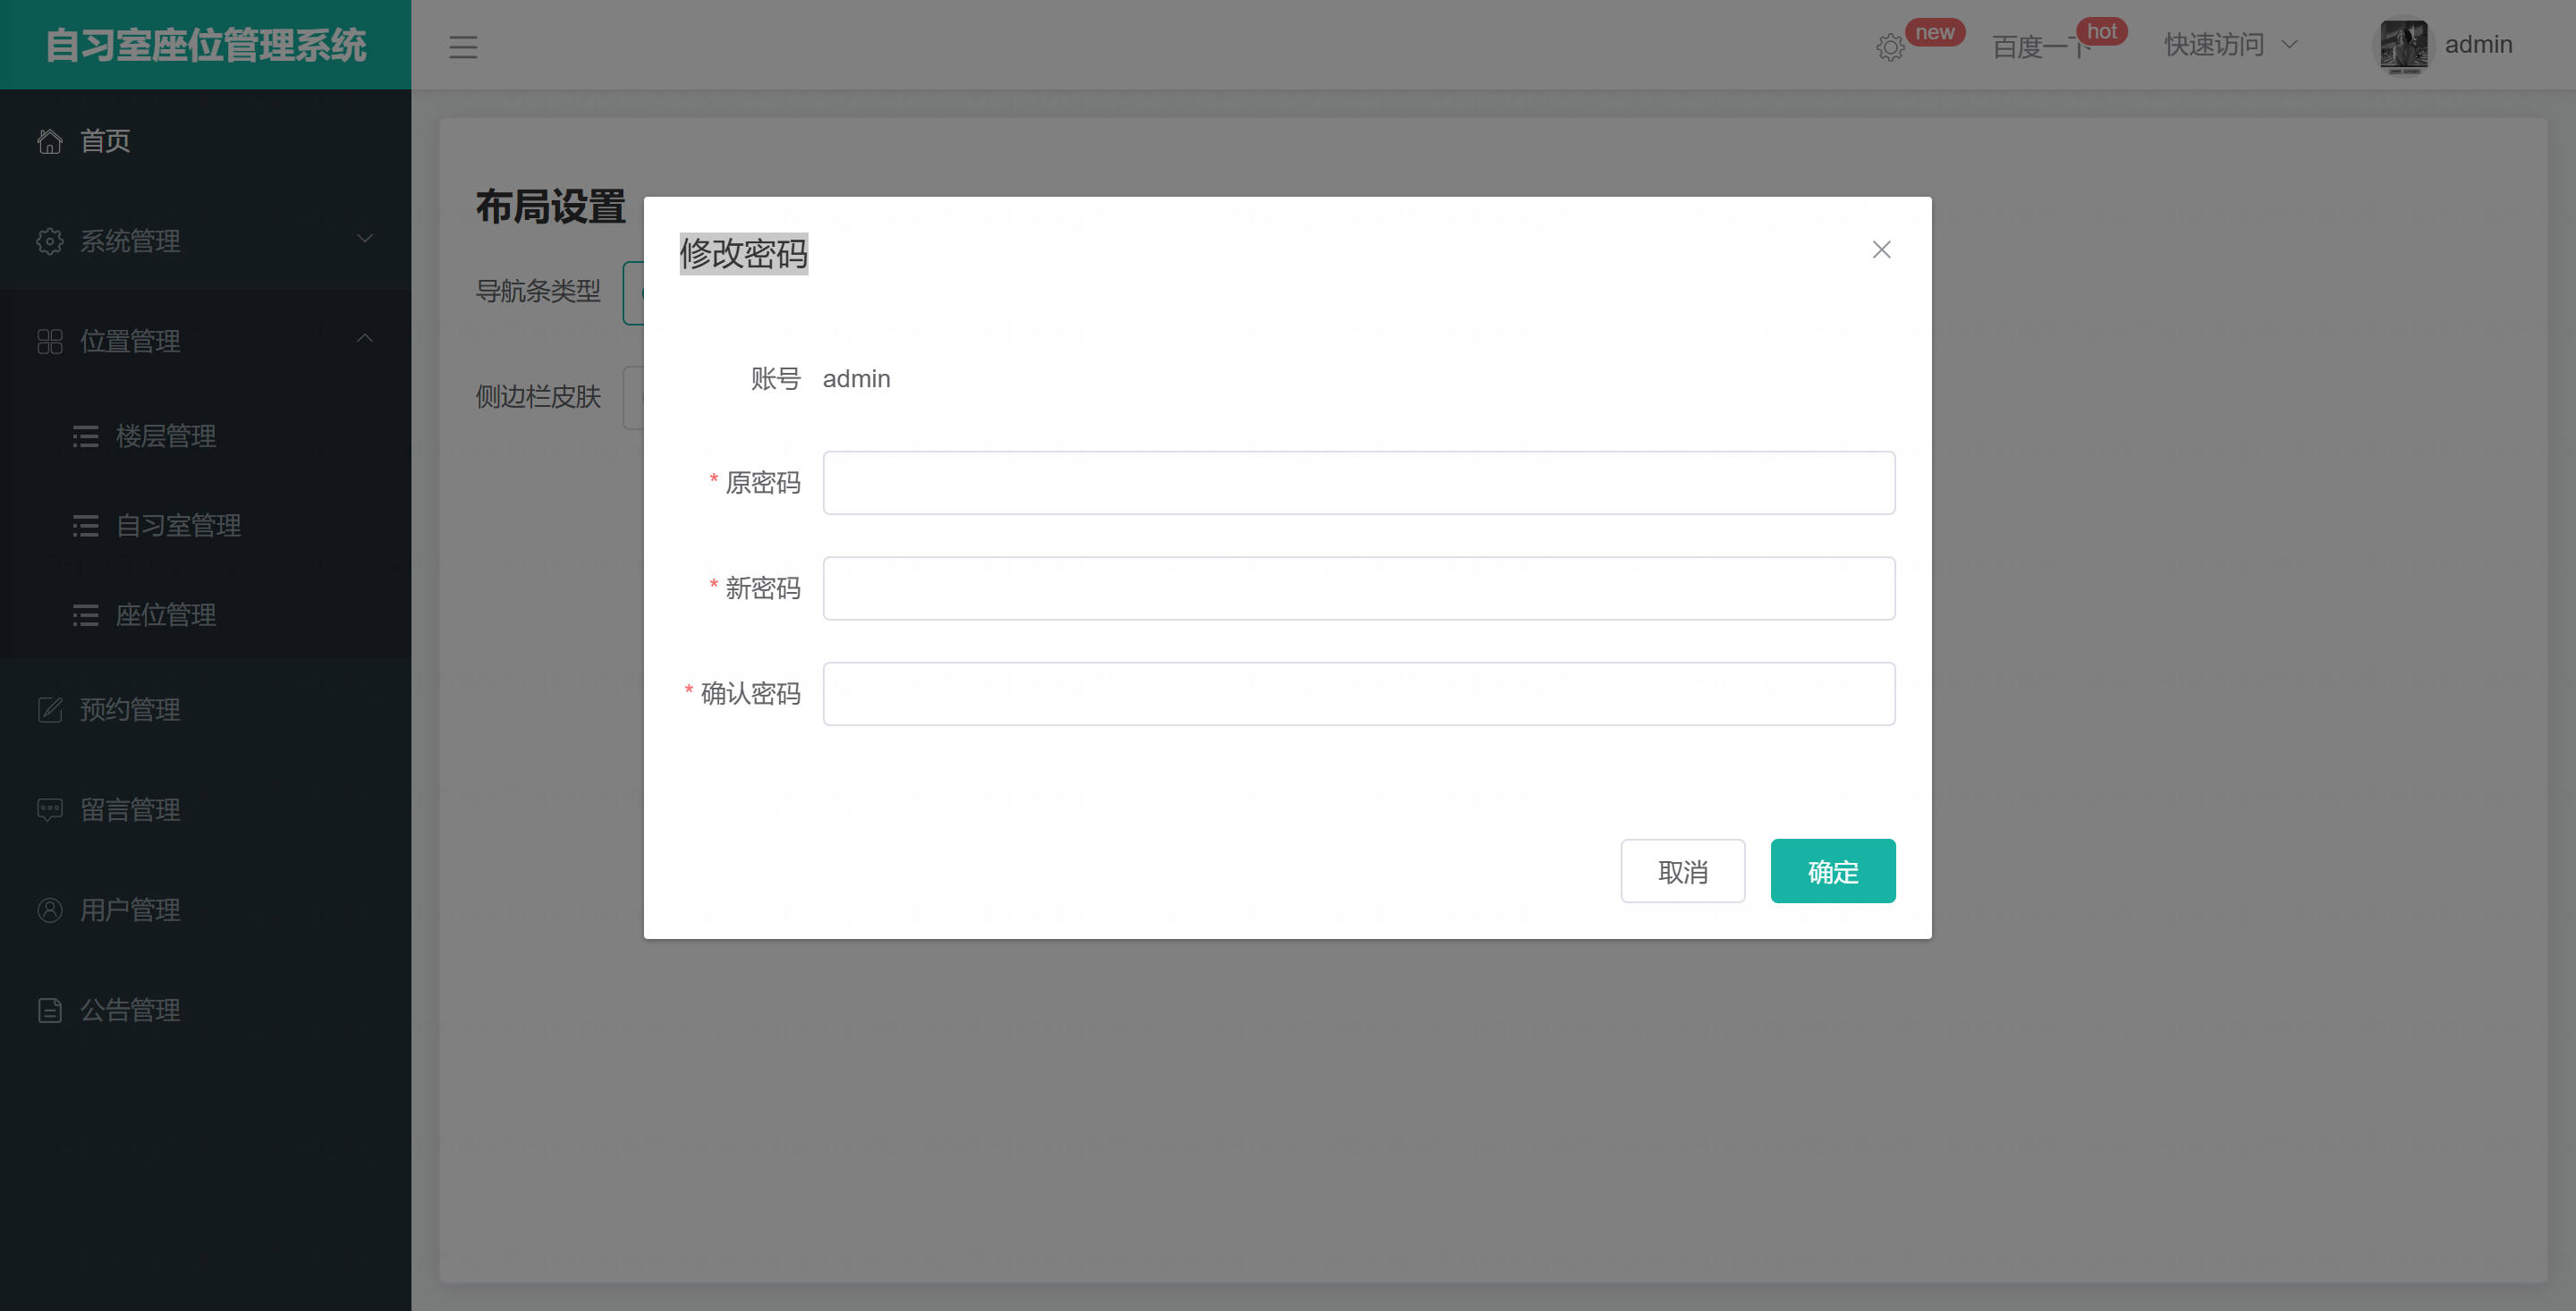 自习室座位管理系统
new
百度一下
hot
快速访问
admin
首页
系统管理
位置管理
楼层管理
自习室管理
座位管理
预约管理
留言管理
用户管理
公告管理
布局设置
导航条类型
侧边栏皮肤
修改密码
账号 admin
* 原密码
* 新密码
* 确认密码
取消 确定